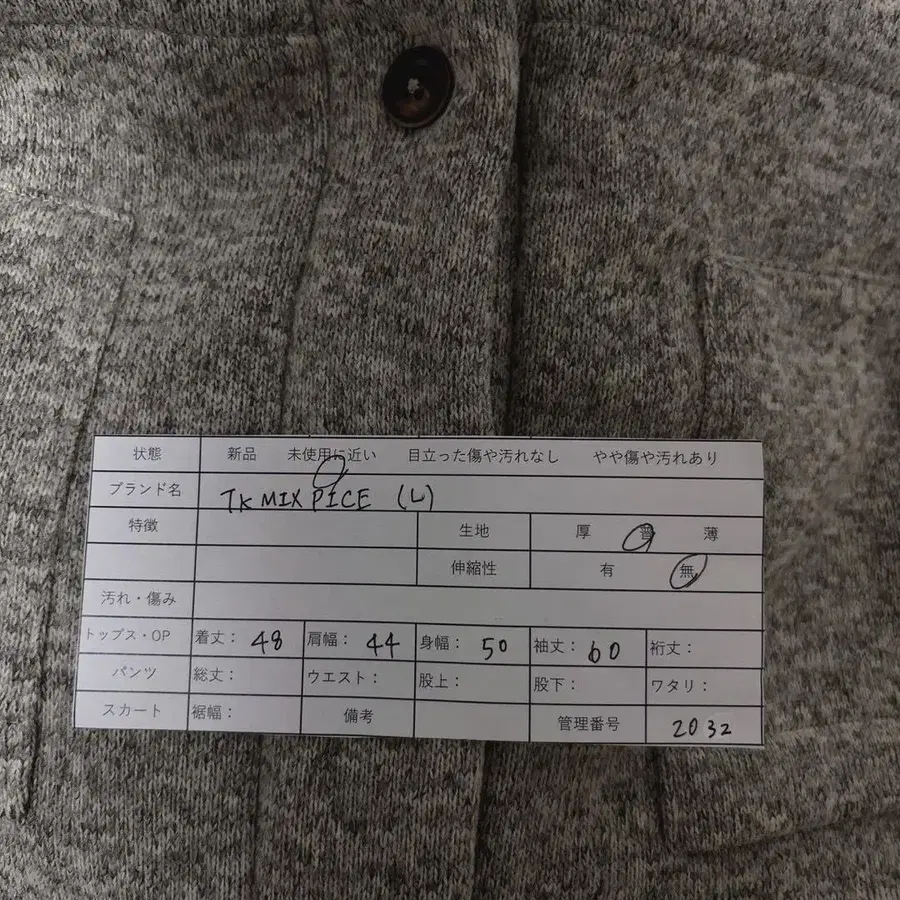 状態 新品 未使用に近い 目立った傷や汚れなし やや傷や汚れあり
ブランド名 TK MIX PICE (L)
特徴 生地 厚 普 薄
伸縮性 有 無
汚れ・傷み
トップス・OP 着丈： 48 肩幅： 44 身幅： 50 袖丈： 60 裄丈：
パンツ 総丈： ウエスト： 股上： 股下： ワタリ：
スカート 裾幅： 備考 管理番号 2032